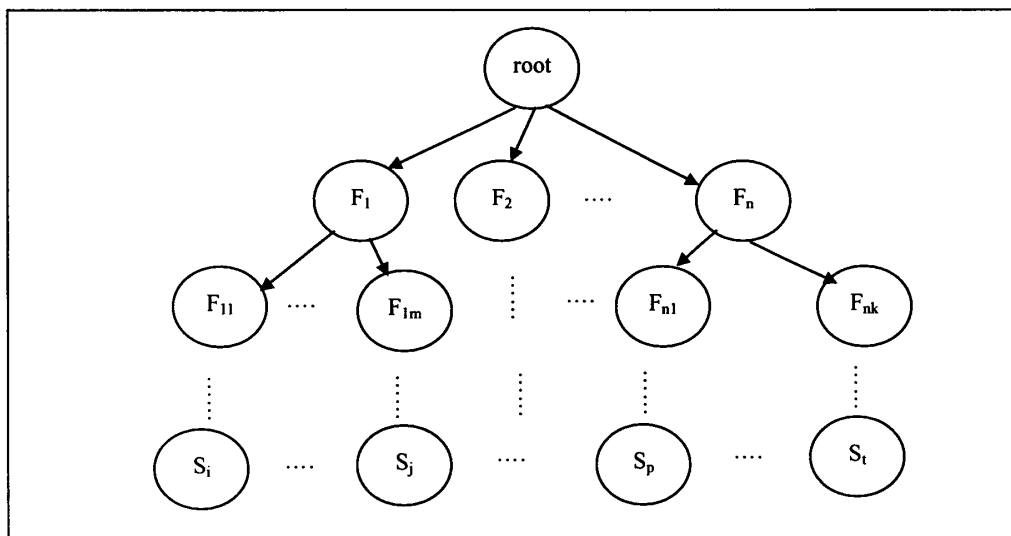 root
F₁ F₂ .... Fₙ
F₁₁ .... F₁ₘ .... Fₙ₁ Fₙₖ
Sᵢ .... Sⱼ .... Sₚ .... Sₜ